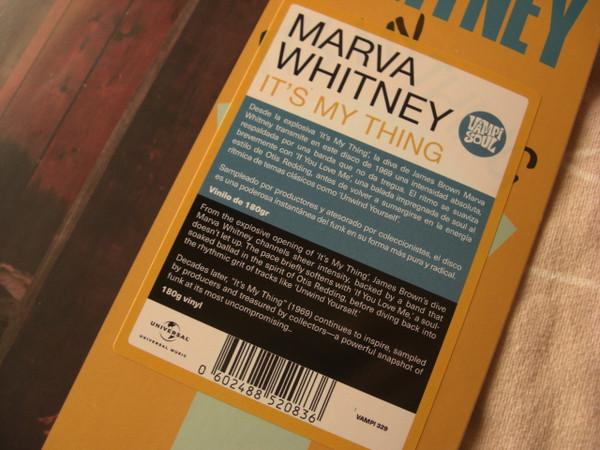 WHITNEY
MARVA
WHITNEY
IT'S MY THING
VAMPI
SOUL
Desde la explosiva 'It's My Thing', la diva de James Brown Marva
Whitney transmite en este disco de 1969 una intensidad absoluta,
respaldada por una banda que no da tregua. El ritmo se suaviza
brevemente con 'If You Love Me', una balada impregnada de soul al
estilo de Otis Redding, antes de volver a sumergirse en la energía
rítmica de temas clásicos como 'Unwind Yourself'.
Sampleado por productores y atesorado por coleccionistas, el disco
es una poderosa instantánea del funk en su forma más pura y radical.
Vinilo de 180gr
From the explosive opening of 'It's My Thing', James Brown's dive
Marva Whitney channels sheer intensity, backed by a band that
doesn't let up. The pace briefly softens with 'If You Love Me', a soul-
soaked ballad in the spirit of Otis Redding, before diving back into
the rhythmic grit of tracks like 'Unwind Yourself'.
Decades later, "It's My Thing" (1969) continues to inspire, sampled
by producers and treasured by collectors—a powerful snapshot of
funk at its most uncompromising..
180g vinyl
UNIVERSAL
UNIVERSAL MUSIC
0 602488 520836
VAMPI 329